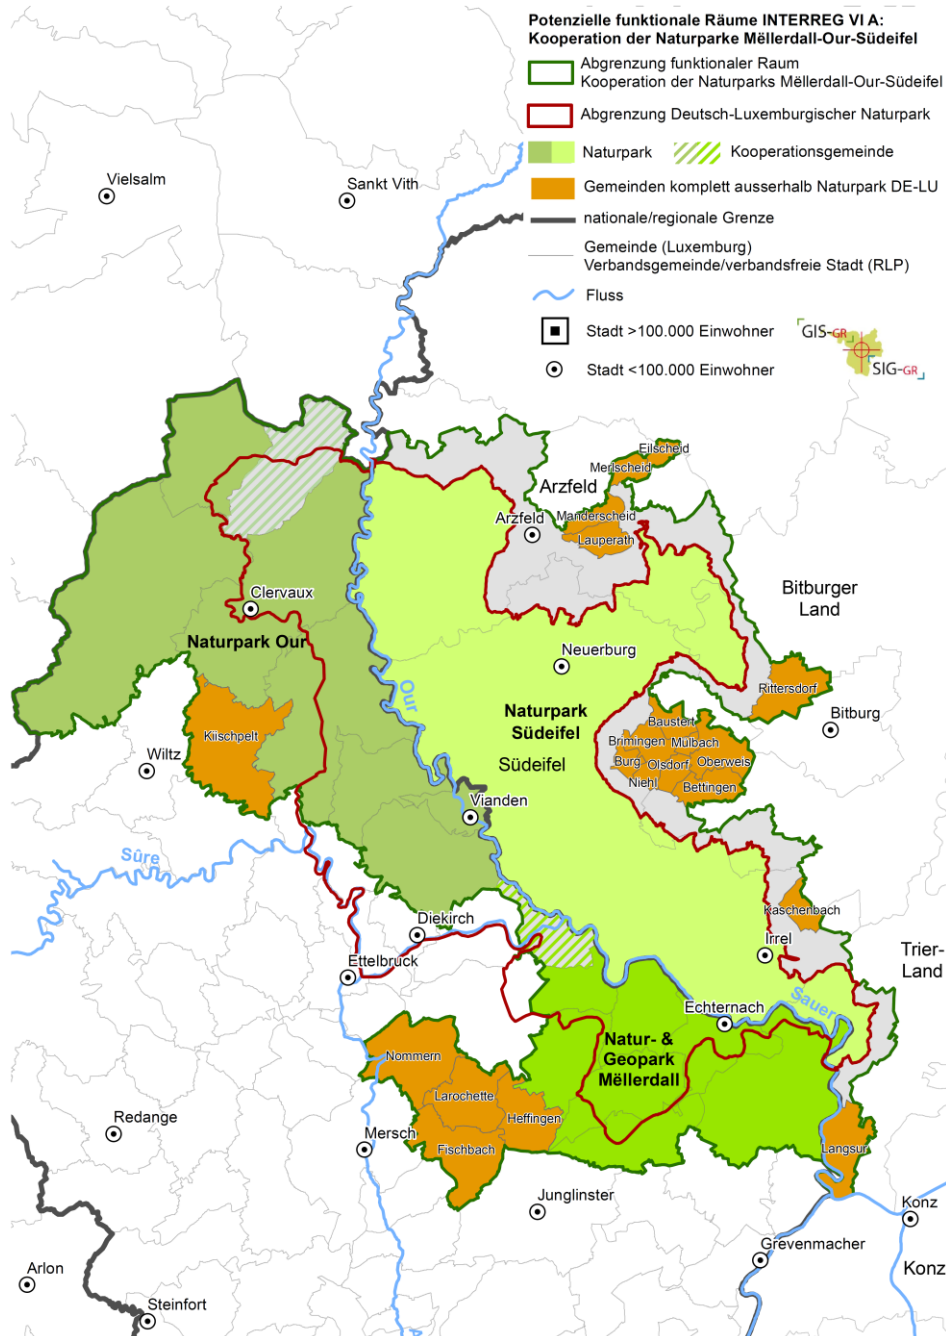 Potenzielle funktionale Räume INTERREG VI A:
Kooperation der Naturparke Mëllerdall-Our-Südeifel
Abgrenzung funktionaler Raum
Kooperation der Naturparks Mëllerdall-Our-Südeifel
Abgrenzung Deutsch-Luxemburgischer Naturpark
Naturpark
Kooperationsgemeinde
Gemeinden komplett ausserhalb Naturpark DE-LU
nationale/regionale Grenze
Gemeinde (Luxemburg)
Verbandsgemeinde/verbandsfreie Stadt (RLP)
Fluss
Stadt >100.000 Einwohner
Stadt <100.000 Einwohner
GIS-GR
SIG-GR
Vielsalm
Sankt Vith
Eilscheid
Merlscheid
Arzfeld
Manderscheid
Arzfeld
Lauperath
Bitburger
Land
Clervaux
Naturpark Our
Neuerburg
Rittersdorf
Our
Naturpark
Südeifel
Südeifel
Bitburg
Kiischpelt
Wiltz
Baustert
Brimingen
Mülbach
Burg
Olsdorf
Oberweis
Niehl
Bettingen
Vianden
Sûre
Diekirch
Kaschenbach
Irrel
Trier-
Land
Ettelbruck
Echternach
Sauer
Natur- &
Geopark
Mëllerdall
Nommern
Larochette
Heffingen
Fischbach
Redange
Mersch
Langsur
Junglinster
Konz
Grevenmacher
Konz
Arlon
Steinfort